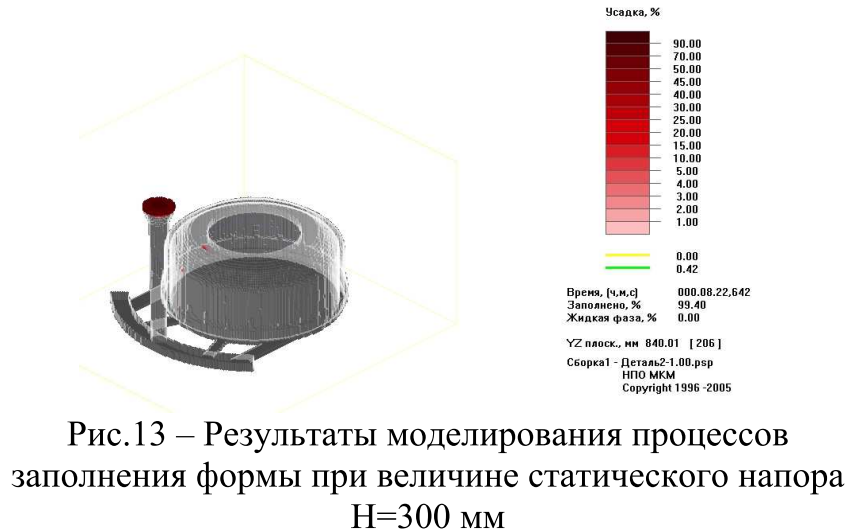 Усадка, %
90.00
70.00
50.00
45.00
40.00
30.00
25.00
20.00
15.00
10.00
5.00
4.00
3.00
2.00
1.00
0.00
0.42
Время, (ч,м,с) 000.08.22,642
Заполнено, % 99.40
Жидкая фаза, % 0.00
YZ плоск., мм 840.01 [ 206 ]
Сборка1 - Деталь2-1.00.psp
НПО МКМ
Copyright 1996 -2005
Рис.13 – Результаты моделирования процессов
заполнения формы при величине статического напора
Н=300 мм